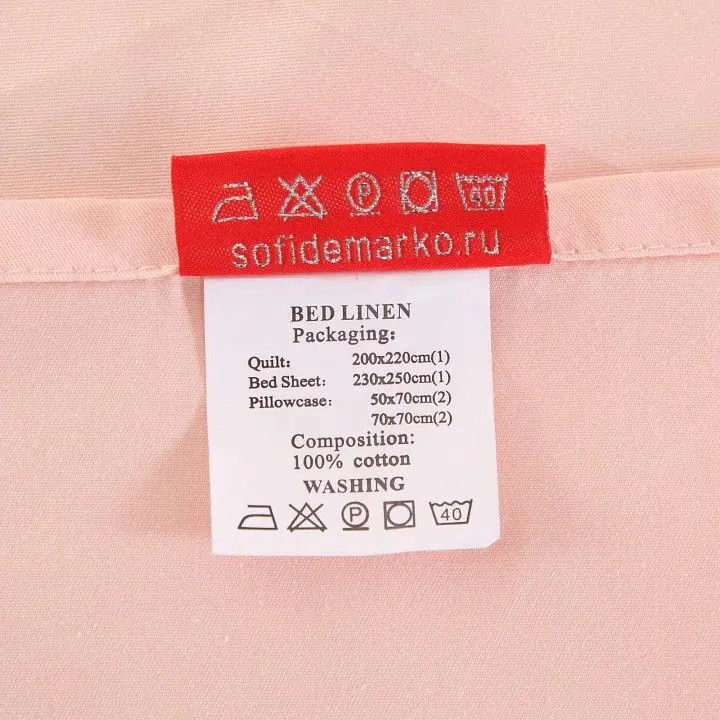 P 40
sofidemarko.ru
BED LINEN
Packaging:
Quilt: 200x220cm(1)
Bed Sheet: 230x250cm(1)
Pillowcase: 50x70cm(2)
70x70cm(2)
Composition:
100% cotton
WASHING
P 40